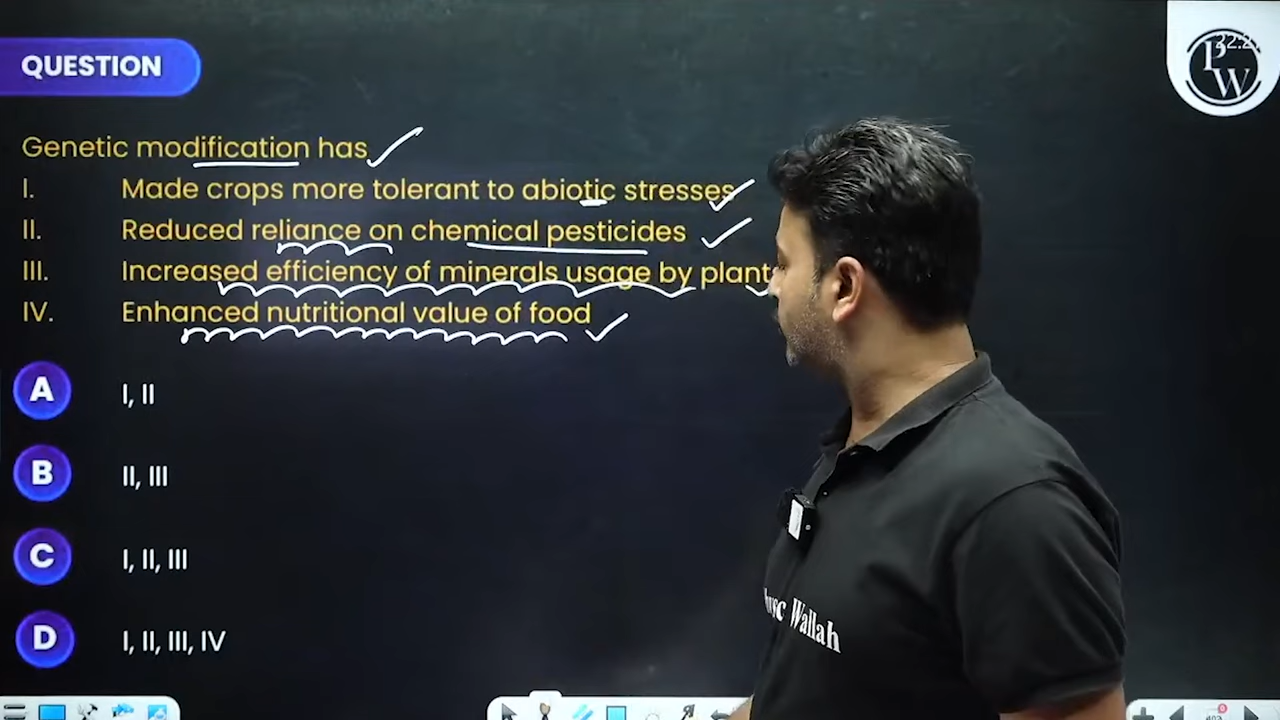 QUESTION
PW
Genetic modification has
I. Made crops more tolerant to abiotic stresses
II. Reduced reliance on chemical pesticides
III. Increased efficiency of minerals usage by plant
IV. Enhanced nutritional value of food
A I, II
B II, III
C I, II, III
D I, II, III, IV
Wallah